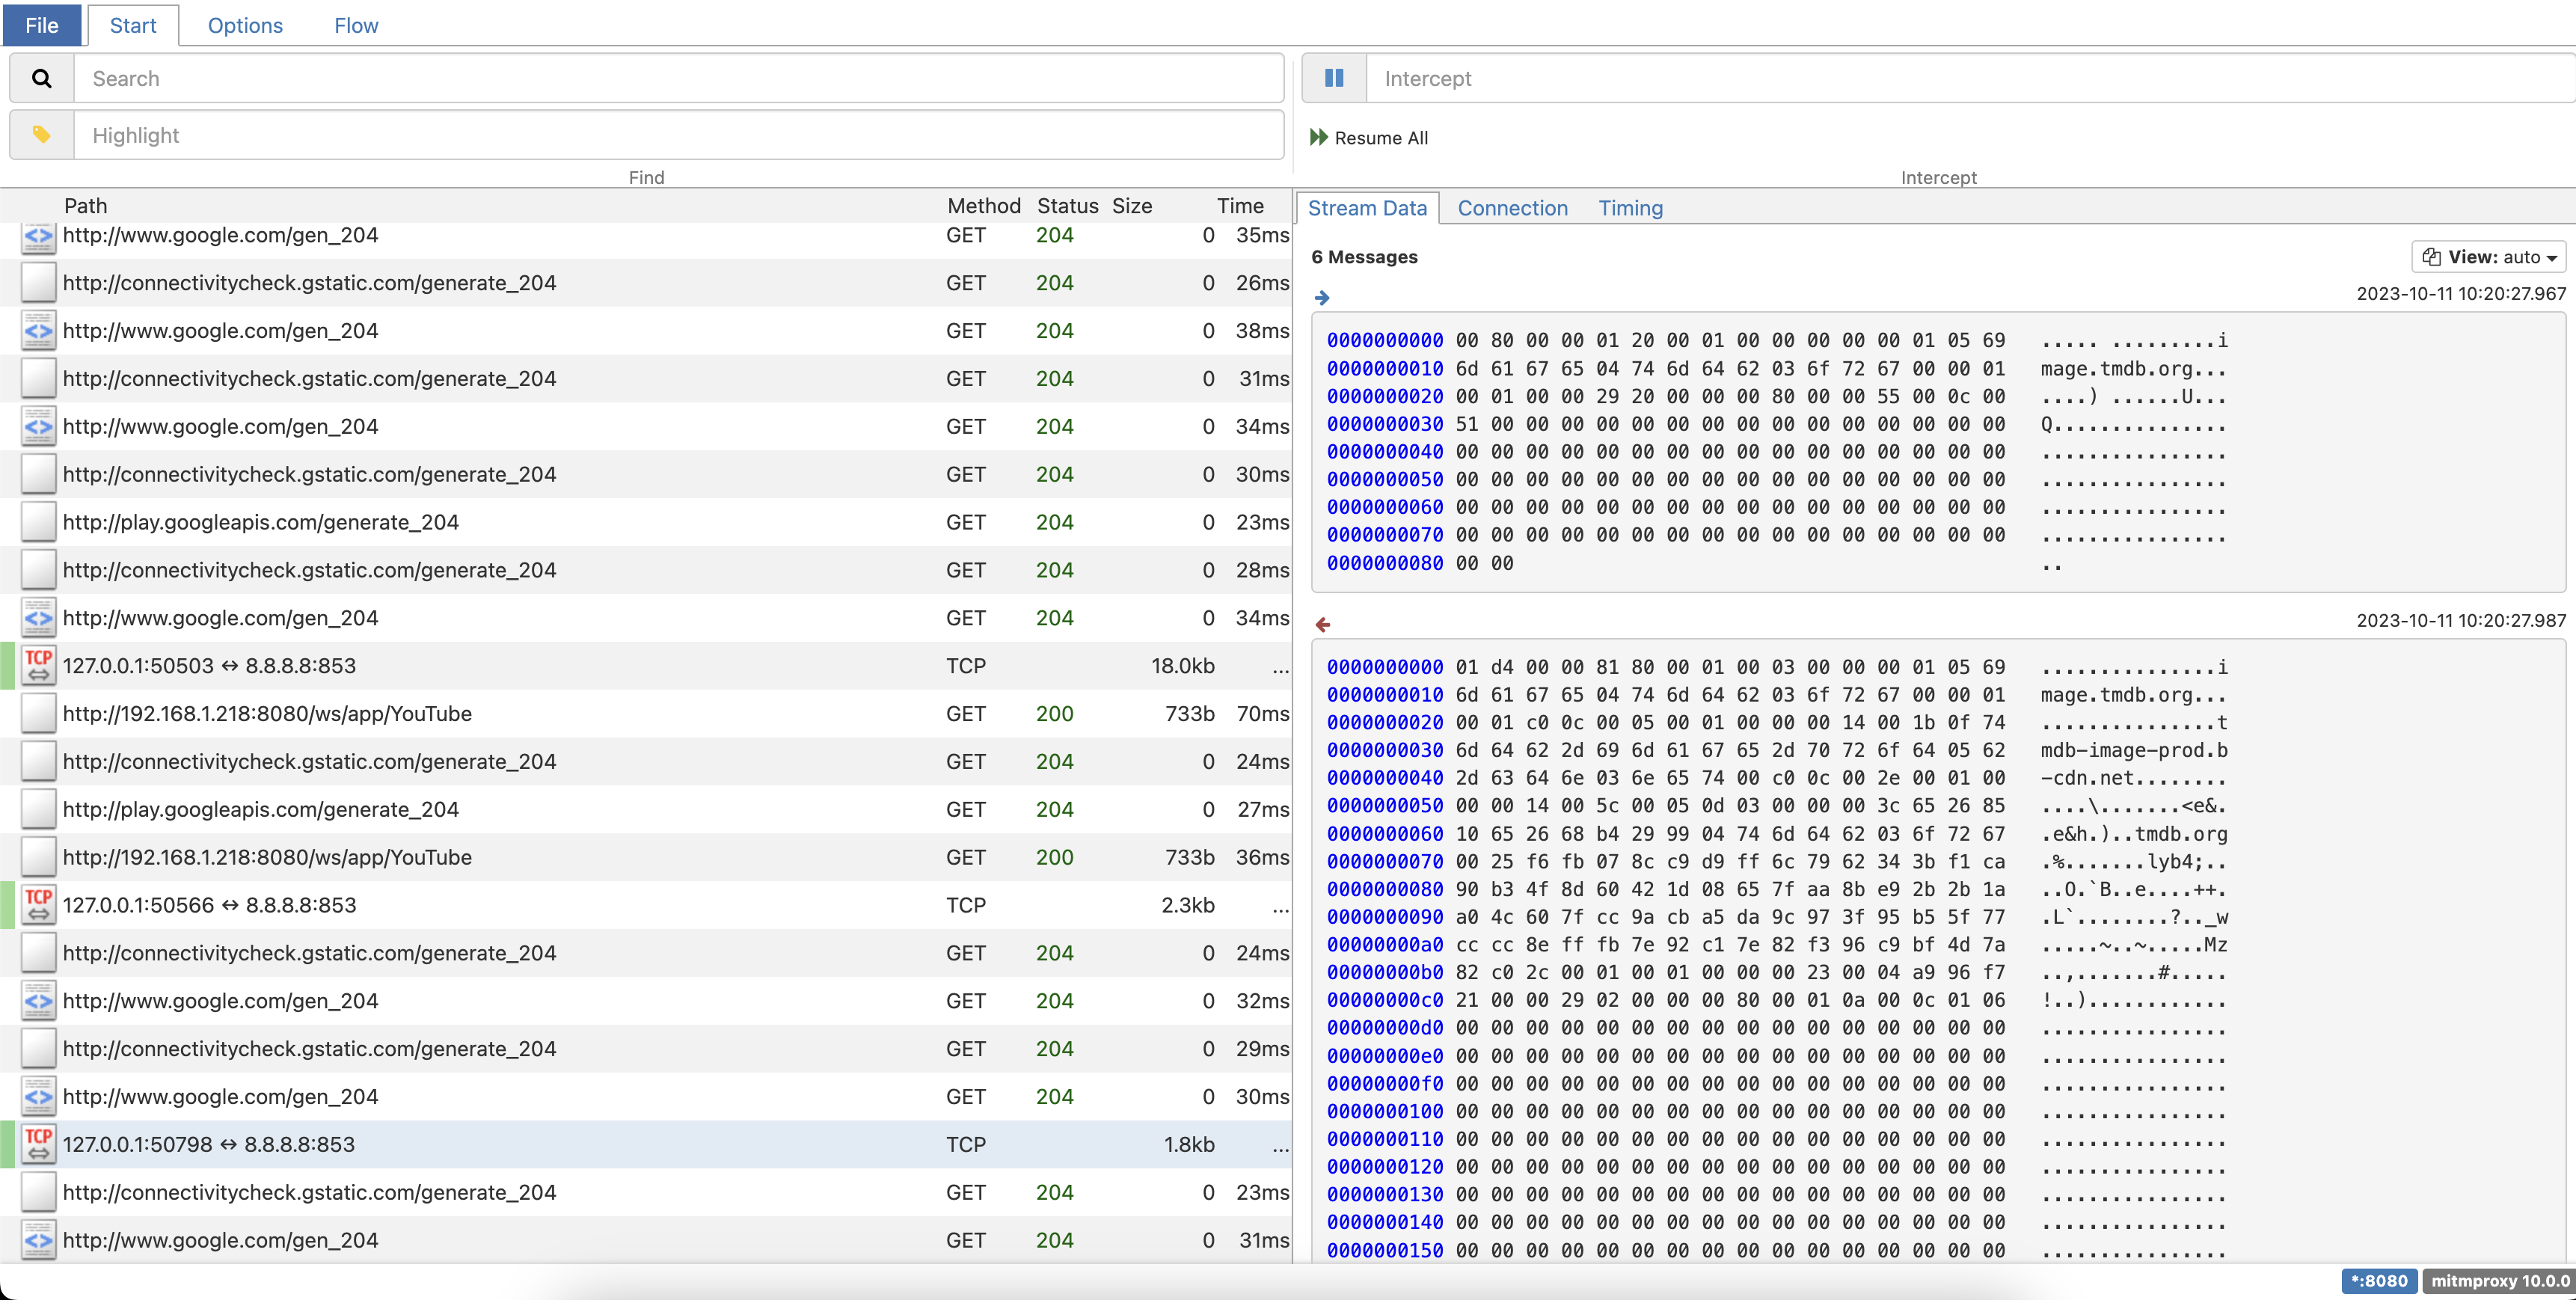 File Start Options Flow
Search
Highlight
Find
Intercept
Resume All
Intercept
Path Method Status Size Time
http://www.google.com/gen_204 GET 204 0 35ms
http://connectivitycheck.gstatic.com/generate_204 GET 204 0 26ms
http://www.google.com/gen_204 GET 204 0 38ms
http://connectivitycheck.gstatic.com/generate_204 GET 204 0 31ms
http://www.google.com/gen_204 GET 204 0 34ms
http://connectivitycheck.gstatic.com/generate_204 GET 204 0 30ms
http://play.googleapis.com/generate_204 GET 204 0 23ms
http://connectivitycheck.gstatic.com/generate_204 GET 204 0 28ms
http://www.google.com/gen_204 GET 204 0 34ms
TCP 127.0.0.1:50503 ↔ 8.8.8.8:853 TCP 18.0kb ...
http://192.168.1.218:8080/ws/app/YouTube GET 200 733b 70ms
http://connectivitycheck.gstatic.com/generate_204 GET 204 0 24ms
http://play.googleapis.com/generate_204 GET 204 0 27ms
http://192.168.1.218:8080/ws/app/YouTube GET 200 733b 36ms
TCP 127.0.0.1:50566 ↔ 8.8.8.8:853 TCP 2.3kb ...
http://connectivitycheck.gstatic.com/generate_204 GET 204 0 24ms
http://www.google.com/gen_204 GET 204 0 32ms
http://connectivitycheck.gstatic.com/generate_204 GET 204 0 29ms
http://www.google.com/gen_204 GET 204 0 30ms
TCP 127.0.0.1:50798 ↔ 8.8.8.8:853 TCP 1.8kb ...
http://connectivitycheck.gstatic.com/generate_204 GET 204 0 23ms
http://www.google.com/gen_204 GET 204 0 31ms
Stream Data Connection Timing
6 Messages View: auto
2023-10-11 10:20:27.967
0000000000 00 80 00 00 01 20 00 01 00 00 00 00 00 01 05 69 ..... .........i
0000000010 6d 61 67 65 04 74 6d 64 62 03 6f 72 67 00 00 01 mage.tmdb.org...
0000000020 00 01 00 00 29 20 00 00 00 80 00 00 55 00 0c 00 ....) ......U...
0000000030 51 00 00 00 00 00 00 00 00 00 00 00 00 00 00 00 Q...............
0000000040 00 00 00 00 00 00 00 00 00 00 00 00 00 00 00 00 ................
0000000050 00 00 00 00 00 00 00 00 00 00 00 00 00 00 00 00 ................
0000000060 00 00 00 00 00 00 00 00 00 00 00 00 00 00 00 00 ................
0000000070 00 00 00 00 00 00 00 00 00 00 00 00 00 00 00 00 ................
0000000080 00 00 ..
2023-10-11 10:20:27.987
0000000000 01 d4 00 00 81 80 00 01 00 03 00 00 00 01 05 69 ...............i
0000000010 6d 61 67 65 04 74 6d 64 62 03 6f 72 67 00 00 01 mage.tmdb.org...
0000000020 00 01 c0 0c 00 05 00 01 00 00 00 14 00 1b 0f 74 ...............t
0000000030 6d 64 62 2d 69 6d 61 67 65 2d 70 72 6f 64 05 62 mdb-image-prod.b
0000000040 2d 63 64 6e 03 6e 65 74 00 c0 0c 00 2e 00 01 00 -cdn.net........
0000000050 00 00 14 00 5c 00 05 0d 03 00 00 00 3c 65 26 85 ....\.......<e&.
0000000060 10 65 26 68 b4 29 99 04 74 6d 64 62 03 6f 72 67 .e&h.)..tmdb.org
0000000070 00 25 f6 fb 07 8c c9 d9 ff 6c 79 62 34 3b f1 ca .%.......lyb4;..
0000000080 90 b3 4f 8d 60 42 1d 08 65 7f aa 8b e9 2b 2b 1a ..O.`B..e....++.
0000000090 a0 4c 60 7f cc 9a cb a5 da 9c 97 3f 95 b5 5f 77 .L`........?.._w
00000000a0 cc cc 8e ff fb 7e 92 c1 7e 82 f3 96 c9 bf 4d 7a .....~..~.....Mz
00000000b0 82 c0 2c 00 01 00 01 00 00 00 23 00 04 a9 96 f7 ..,.......#.....
00000000c0 21 00 00 29 02 00 00 00 80 00 01 0a 00 0c 01 06 !..)............
00000000d0 00 00 00 00 00 00 00 00 00 00 00 00 00 00 00 00 ................
00000000e0 00 00 00 00 00 00 00 00 00 00 00 00 00 00 00 00 ................
00000000f0 00 00 00 00 00 00 00 00 00 00 00 00 00 00 00 00 ................
0000000100 00 00 00 00 00 00 00 00 00 00 00 00 00 00 00 00 ................
0000000110 00 00 00 00 00 00 00 00 00 00 00 00 00 00 00 00 ................
0000000120 00 00 00 00 00 00 00 00 00 00 00 00 00 00 00 00 ................
0000000130 00 00 00 00 00 00 00 00 00 00 00 00 00 00 00 00 ................
0000000140 00 00 00 00 00 00 00 00 00 00 00 00 00 00 00 00 ................
0000000150 00 00 00 00 00 00 00 00 00 00 00 00 00 00 00 00 ................
*:8080 mitmproxy 10.0.0